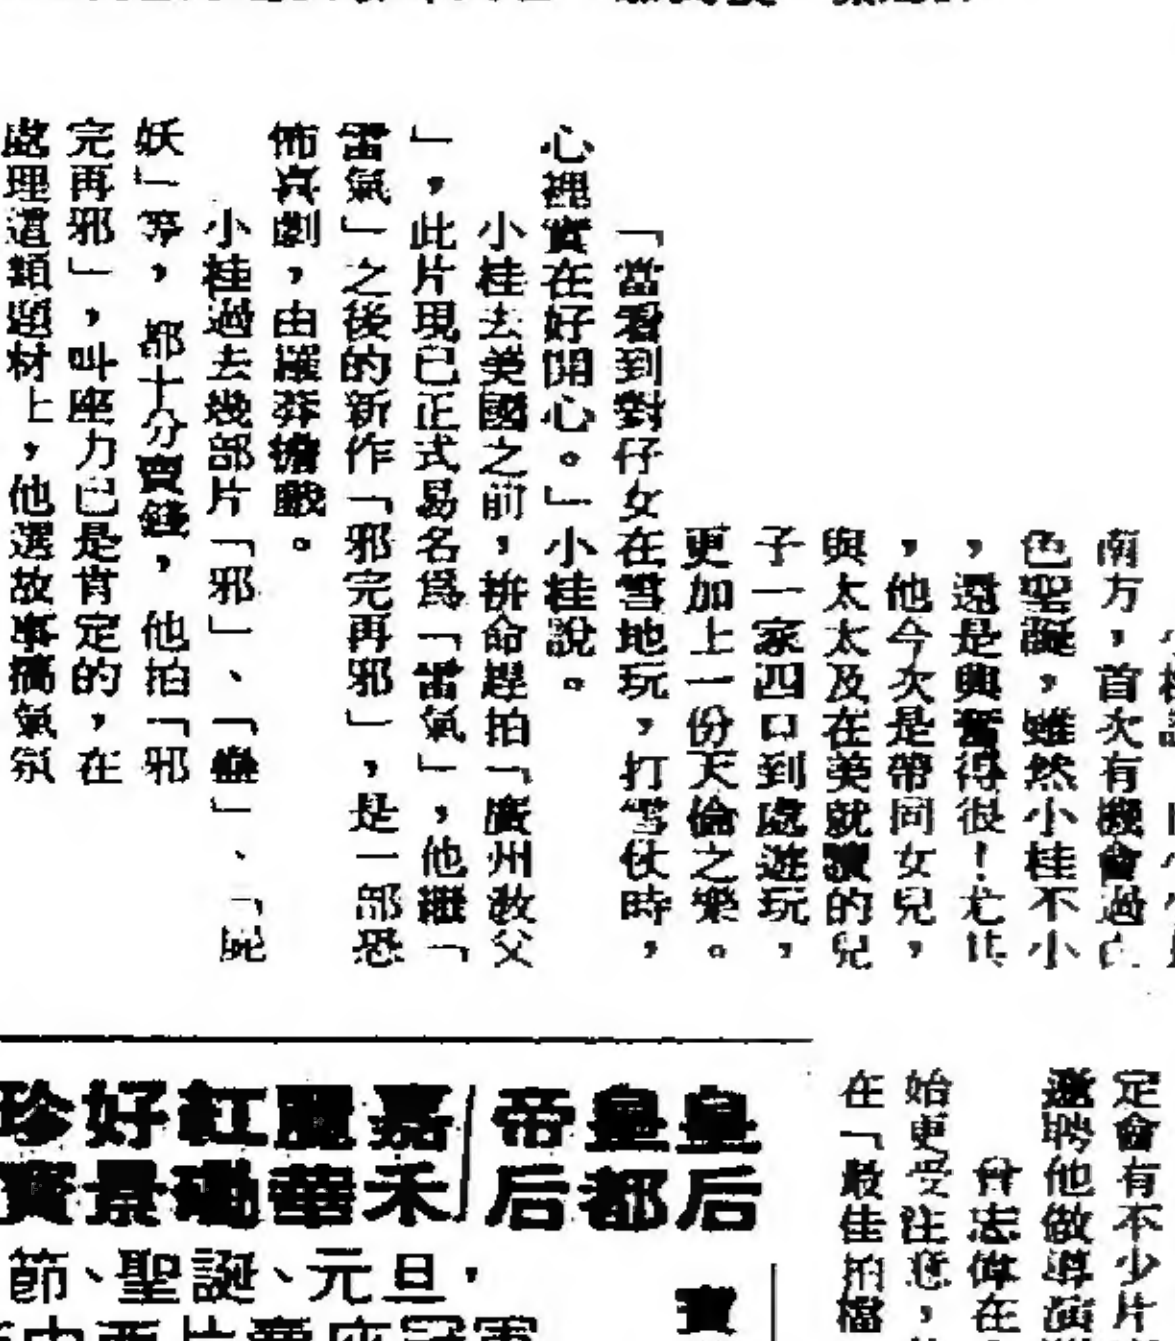 南方，首次有機會過白
色聖誕，雖然小桂不小
，還是興奮得很！尤其
，他今次是帶同女兒，
與太太及在美就讀的兒
子一家四口到處遊玩，
更加上一份天倫之樂。
「當看到對仔女在雪地玩，打雪仗時，
心裡實在好開心。」小桂說。
小桂去美國之前，拚命趕拍「廣州教父
」，此片現已正式易名為「雷氣」，他繼「
雷氣」之後的新作「邪完再邪」，是一部恐
怖喜劇，由羅莽擔戲。
小桂過去幾部片「邪」、「蠱」、「屍
妖」等，都十分賣錢，他拍「邪
完再邪」，叫座力已是肯定的，在
處理這類題材上，他選故事搞氣氛
定會有不少片
邀聘他做導演
曾志偉在
始更受注意，
在「最佳拍檔
皇后 皇都 帝后
嘉禾 麗華 紅磡 好景 珍寶
節、聖誕、元旦，
寶